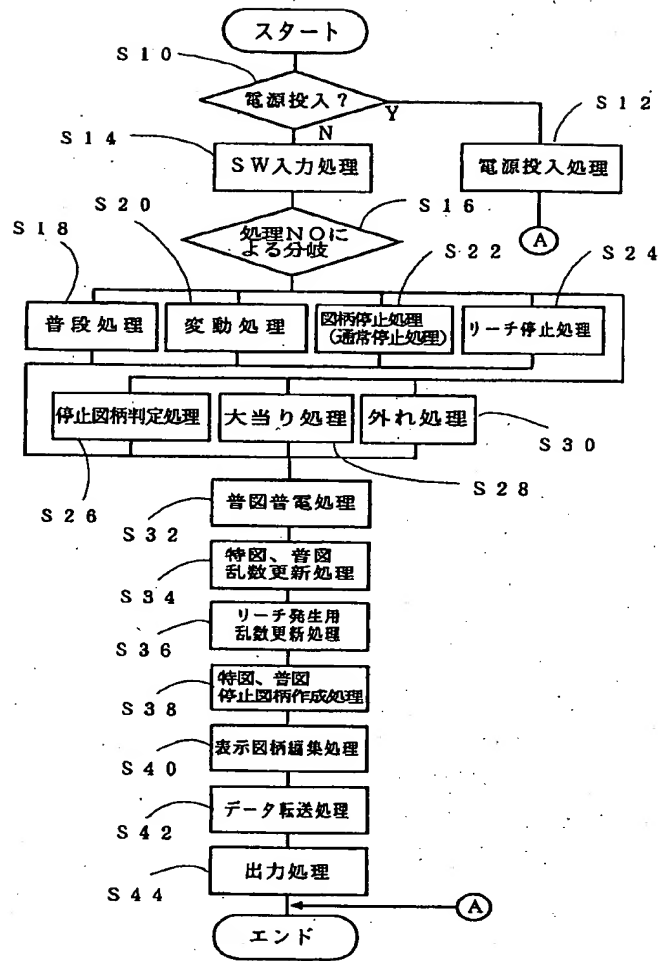 スタート
S10
電源投入?
Y
N
S12
電源投入処理
S14
SW入力処理
A
S16
処理NOに
よる分岐
S18
普段処理
S20
変動処理
S22
図柄停止処理
(通常停止処理)
S24
リーチ停止処理
停止図柄判定処理
S26
大当り処理
S28
外れ処理
S30
普図普電処理
S32
特図、普図
乱数更新処理
S34
リーチ発生用
乱数更新処理
S36
特図、普図
停止図柄作成処理
S38
表示図柄編集処理
S40
データ転送処理
S42
出力処理
S44
A
エンド